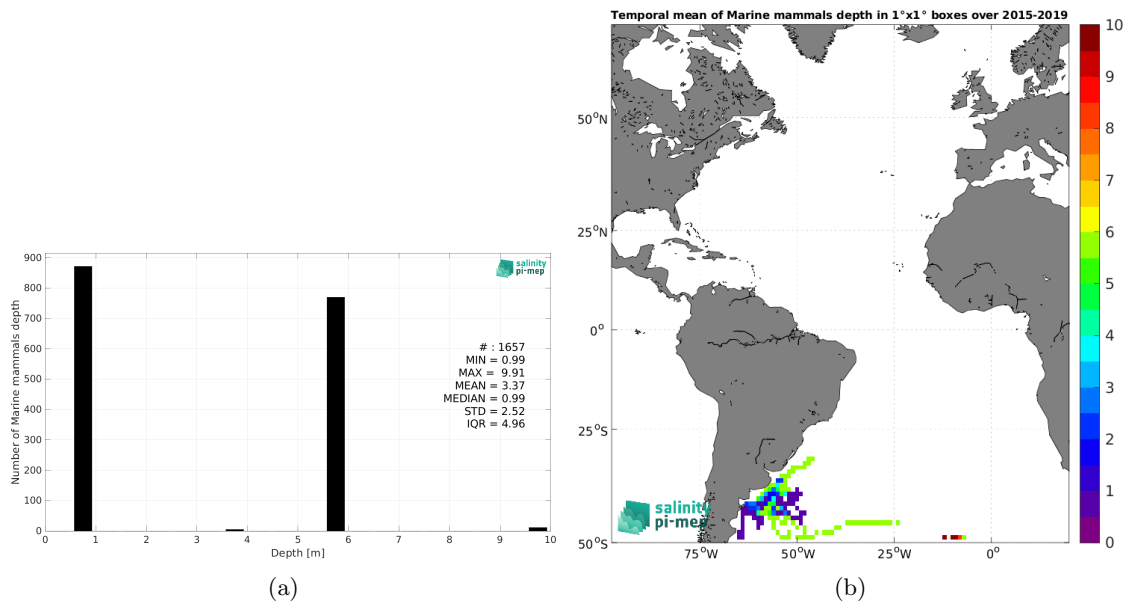 900
800
700
600
500
400
300
200
100
0
Number of Marine mammals depth
salinity
pi-mep
# : 1657
MIN = 0.99
MAX = 9.91
MEAN = 3.37
MEDIAN = 0.99
STD = 2.52
IQR = 4.96
0 1 2 3 4 5 6 7 8 9 10
Depth [m]
(a)
Temporal mean of Marine mammals depth in 1°x1° boxes over 2015-2019
50°N
25°N
0°
25°S
50°S
salinity
pi-mep
75°W 50°W 25°W 0°
10
9
8
7
6
5
4
3
2
1
0
(b)